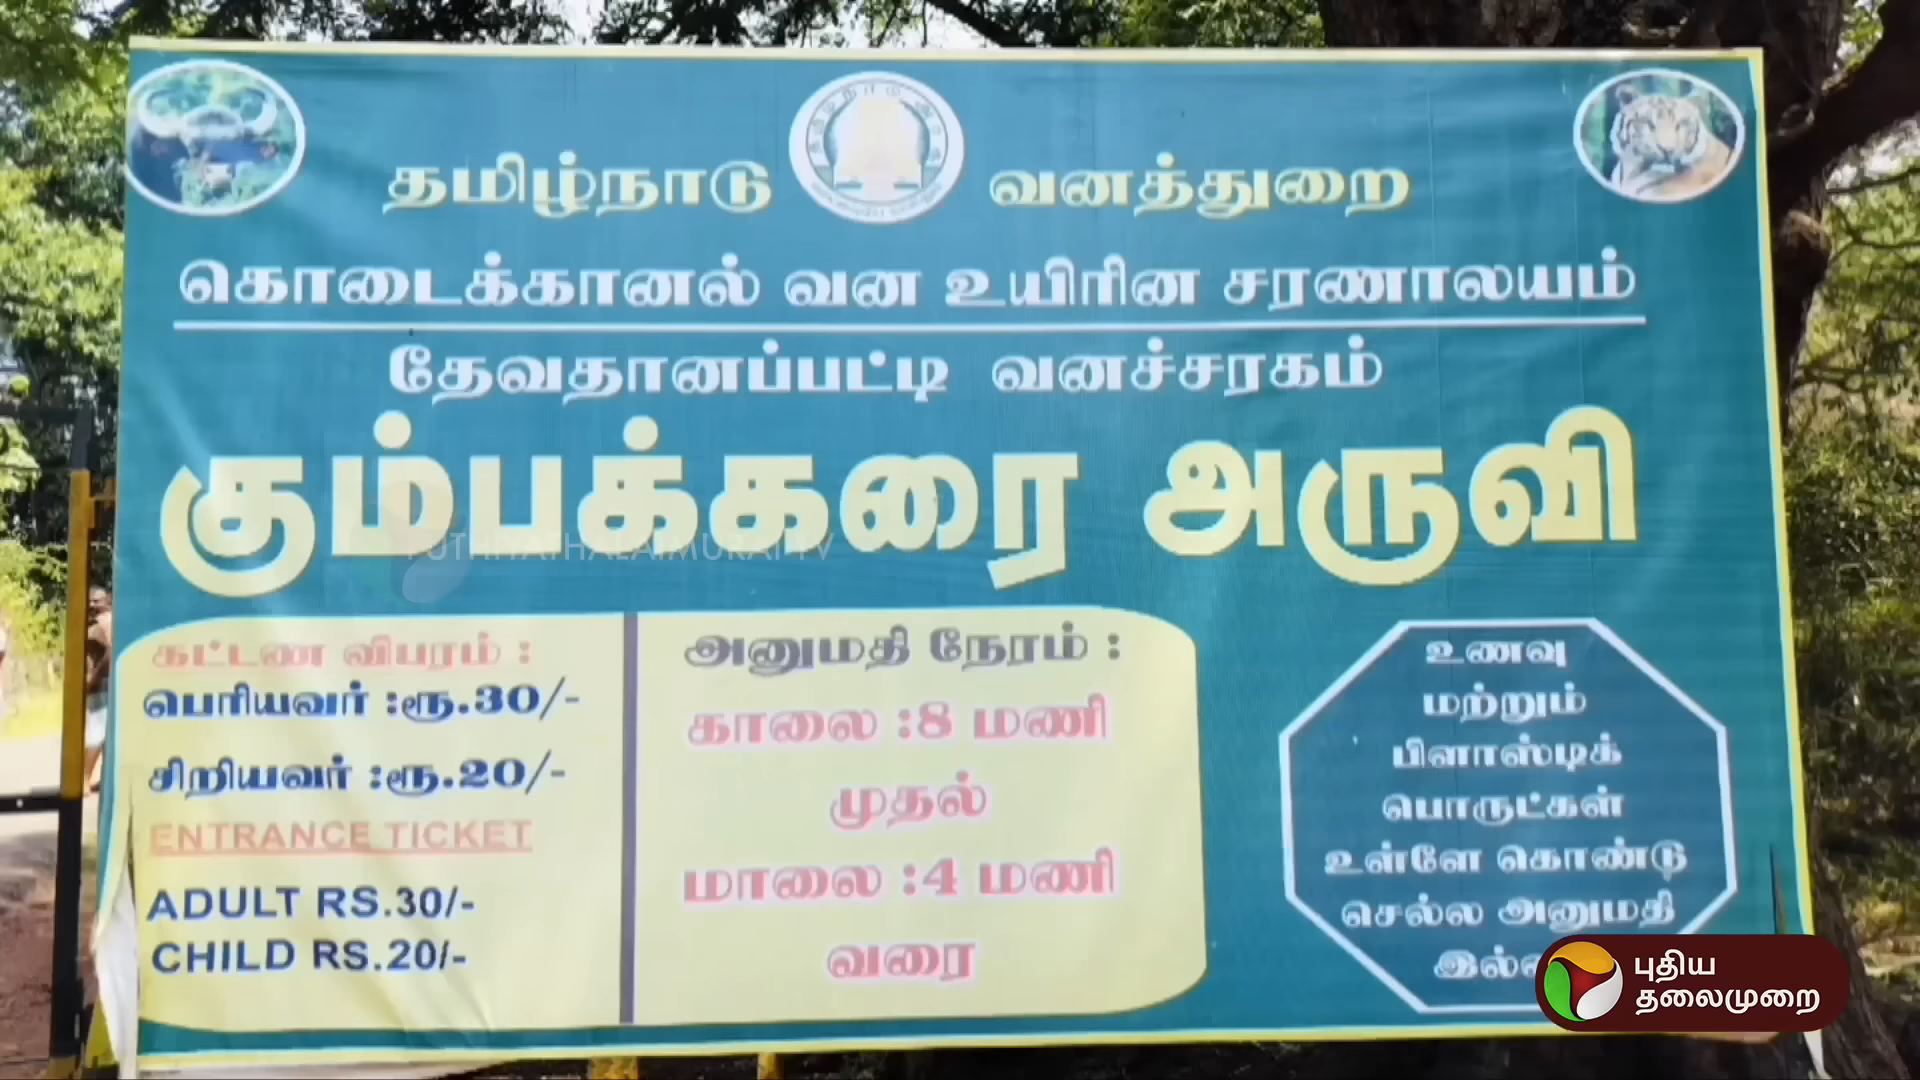 தமிழ்நாடு வனத்துறை
கொடைக்கானல் வன உயிரின சரணாலயம்
தேவதானப்பட்டி வனச்சரகம்
கும்பக்கரை அருவி
PUTHIYATHALAIMURAI TV
கட்டண விபரம் :
பெரியவர் :ரூ.30/-
சிறியவர் :ரூ.20/-
ENTRANCE TICKET
ADULT RS.30/-
CHILD RS.20/-
அனுமதி நேரம் :
காலை :8 மணி
முதல்
மாலை :4 மணி
வரை
உணவு
மற்றும்
பிளாஸ்டிக்
பொருட்கள்
உள்ளே கொண்டு
செல்ல அனுமதி
புதிய
தலைமுறை